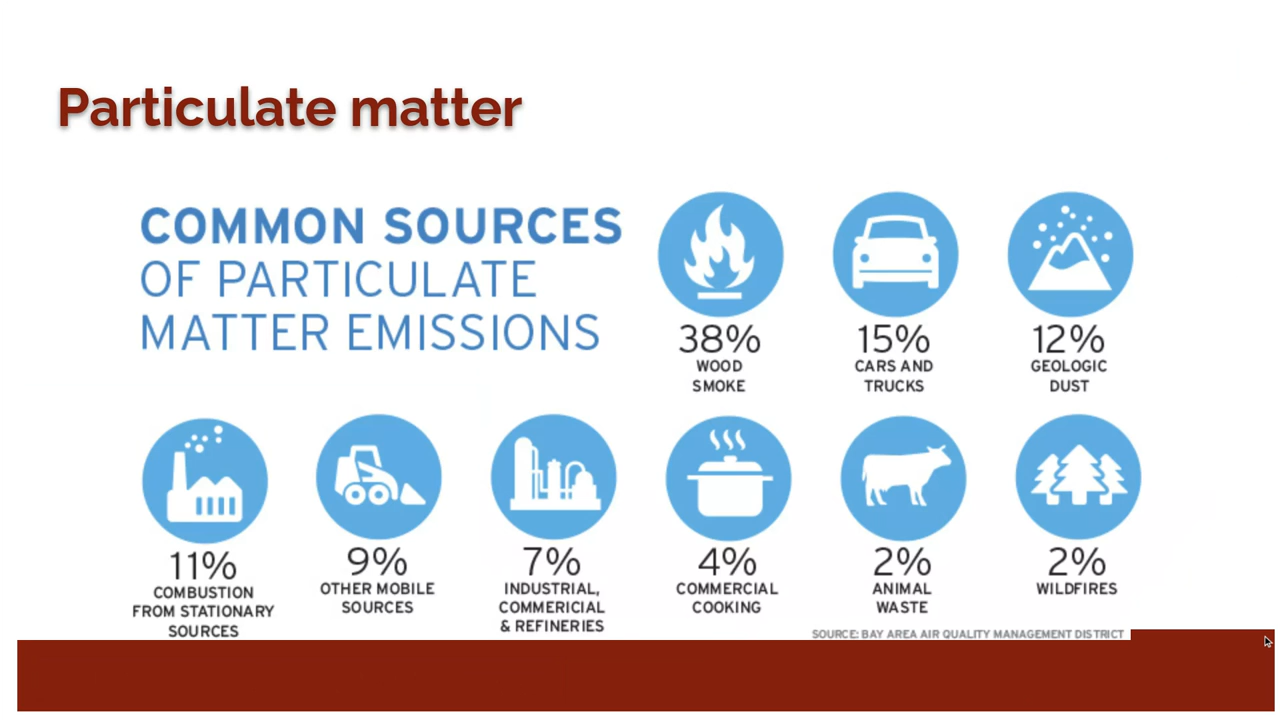 Particulate matter
COMMON SOURCES
OF PARTICULATE
MATTER EMISSIONS
38%
WOOD
SMOKE
15%
CARS AND
TRUCKS
12%
GEOLOGIC
DUST
11%
COMBUSTION
FROM STATIONARY
SOURCES
9%
OTHER MOBILE
SOURCES
7%
INDUSTRIAL,
COMMERICIAL
& REFINERIES
4%
COMMERCIAL
COOKING
2%
ANIMAL
WASTE
2%
WILDFIRES
SOURCE: BAY AREA AIR QUALITY MANAGEMENT DISTRICT